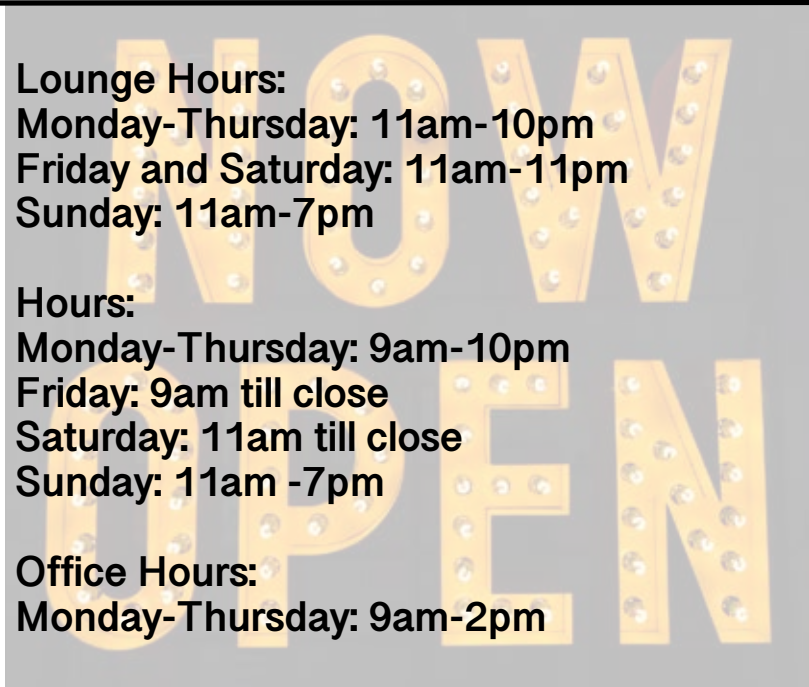 NOW
OPEN
Lounge Hours:
Monday-Thursday: 11am-10pm
Friday and Saturday: 11am-11pm
Sunday: 11am-7pm
Hours:
Monday-Thursday: 9am-10pm
Friday: 9am till close
Saturday: 11am till close
Sunday: 11am -7pm
Office Hours:
Monday-Thursday: 9am-2pm